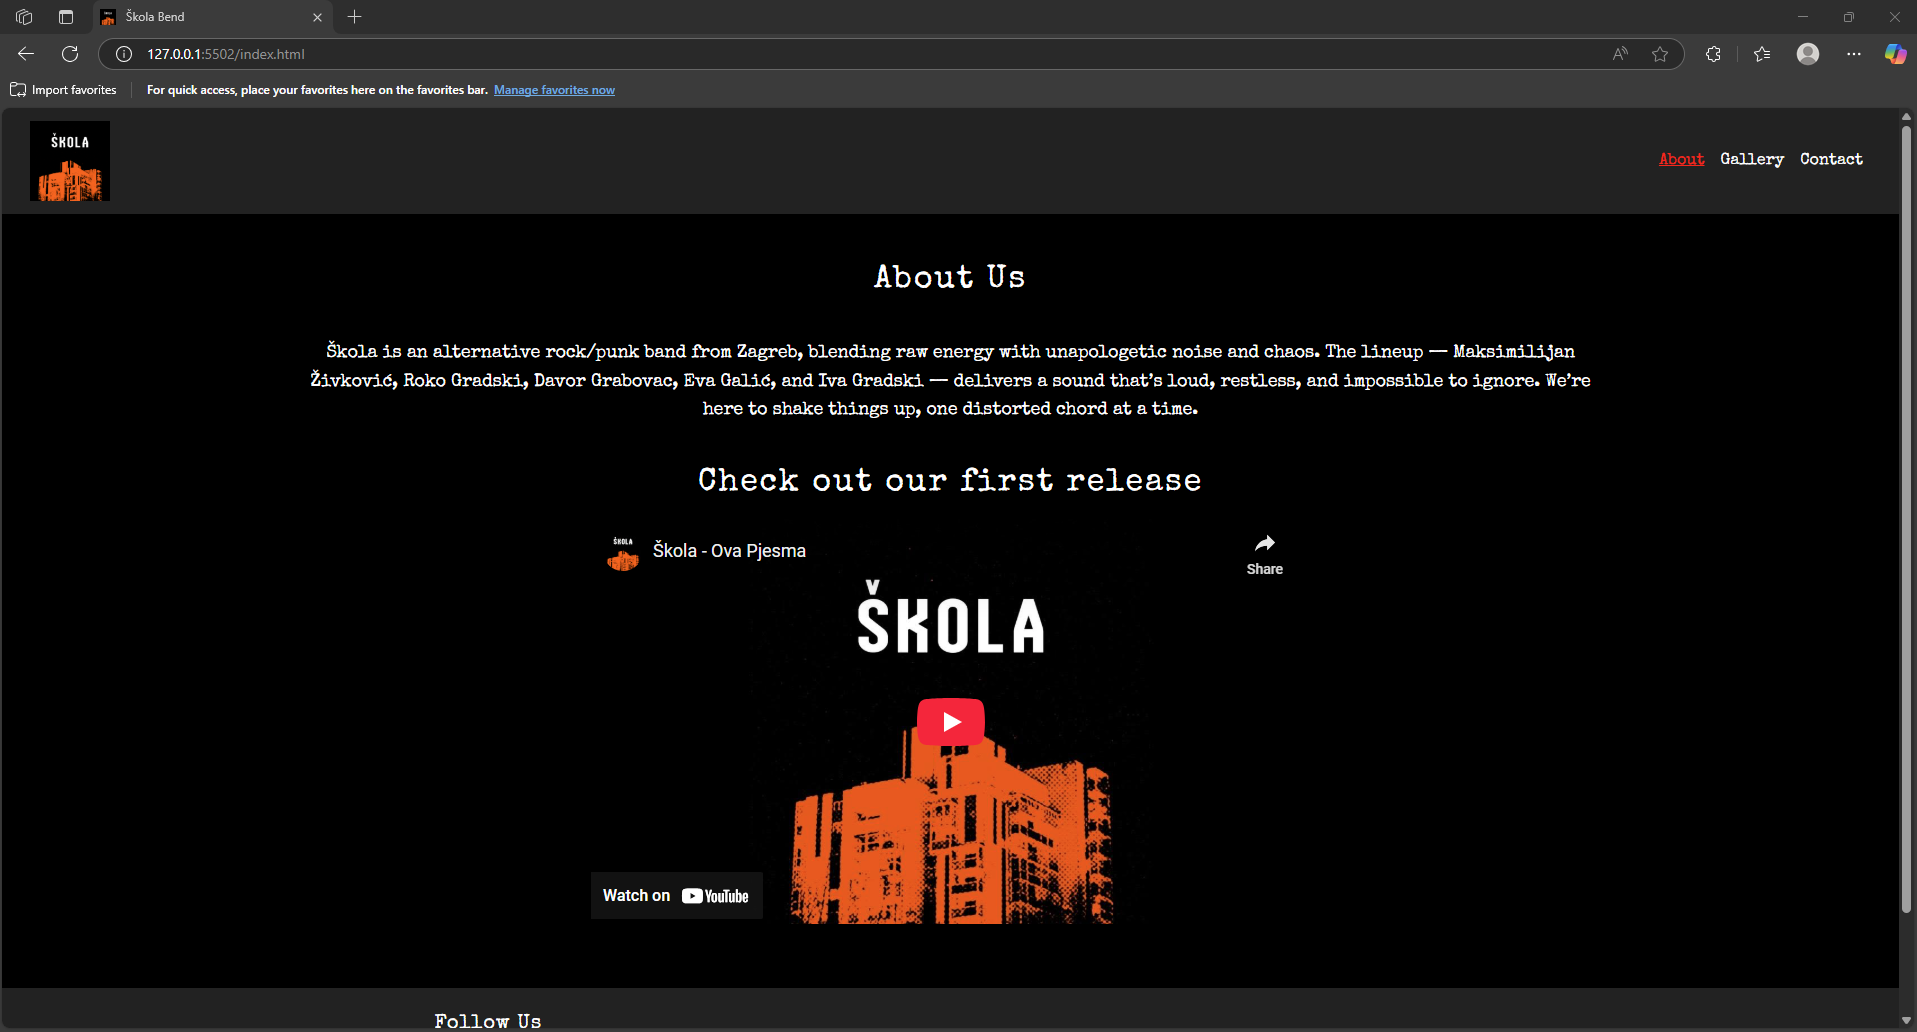 Škola Bend
127.0.0.1:5502/index.html
Import favorites
For quick access, place your favorites here on the favorites bar. Manage favorites now
ŠKOLA
About Gallery Contact
About Us
Škola is an alternative rock/punk band from Zagreb, blending raw energy with unapologetic noise and chaos. The lineup — Maksimilijan
Živković, Roko Gradski, Davor Grabovac, Eva Galić, and Iva Gradski — delivers a sound that’s loud, restless, and impossible to ignore. We’re
here to shake things up, one distorted chord at a time.
Check out our first release
ŠKOLA
Škola - Ova Pjesma
Share
ŠKOLA
Watch on YouTube
Follow Us